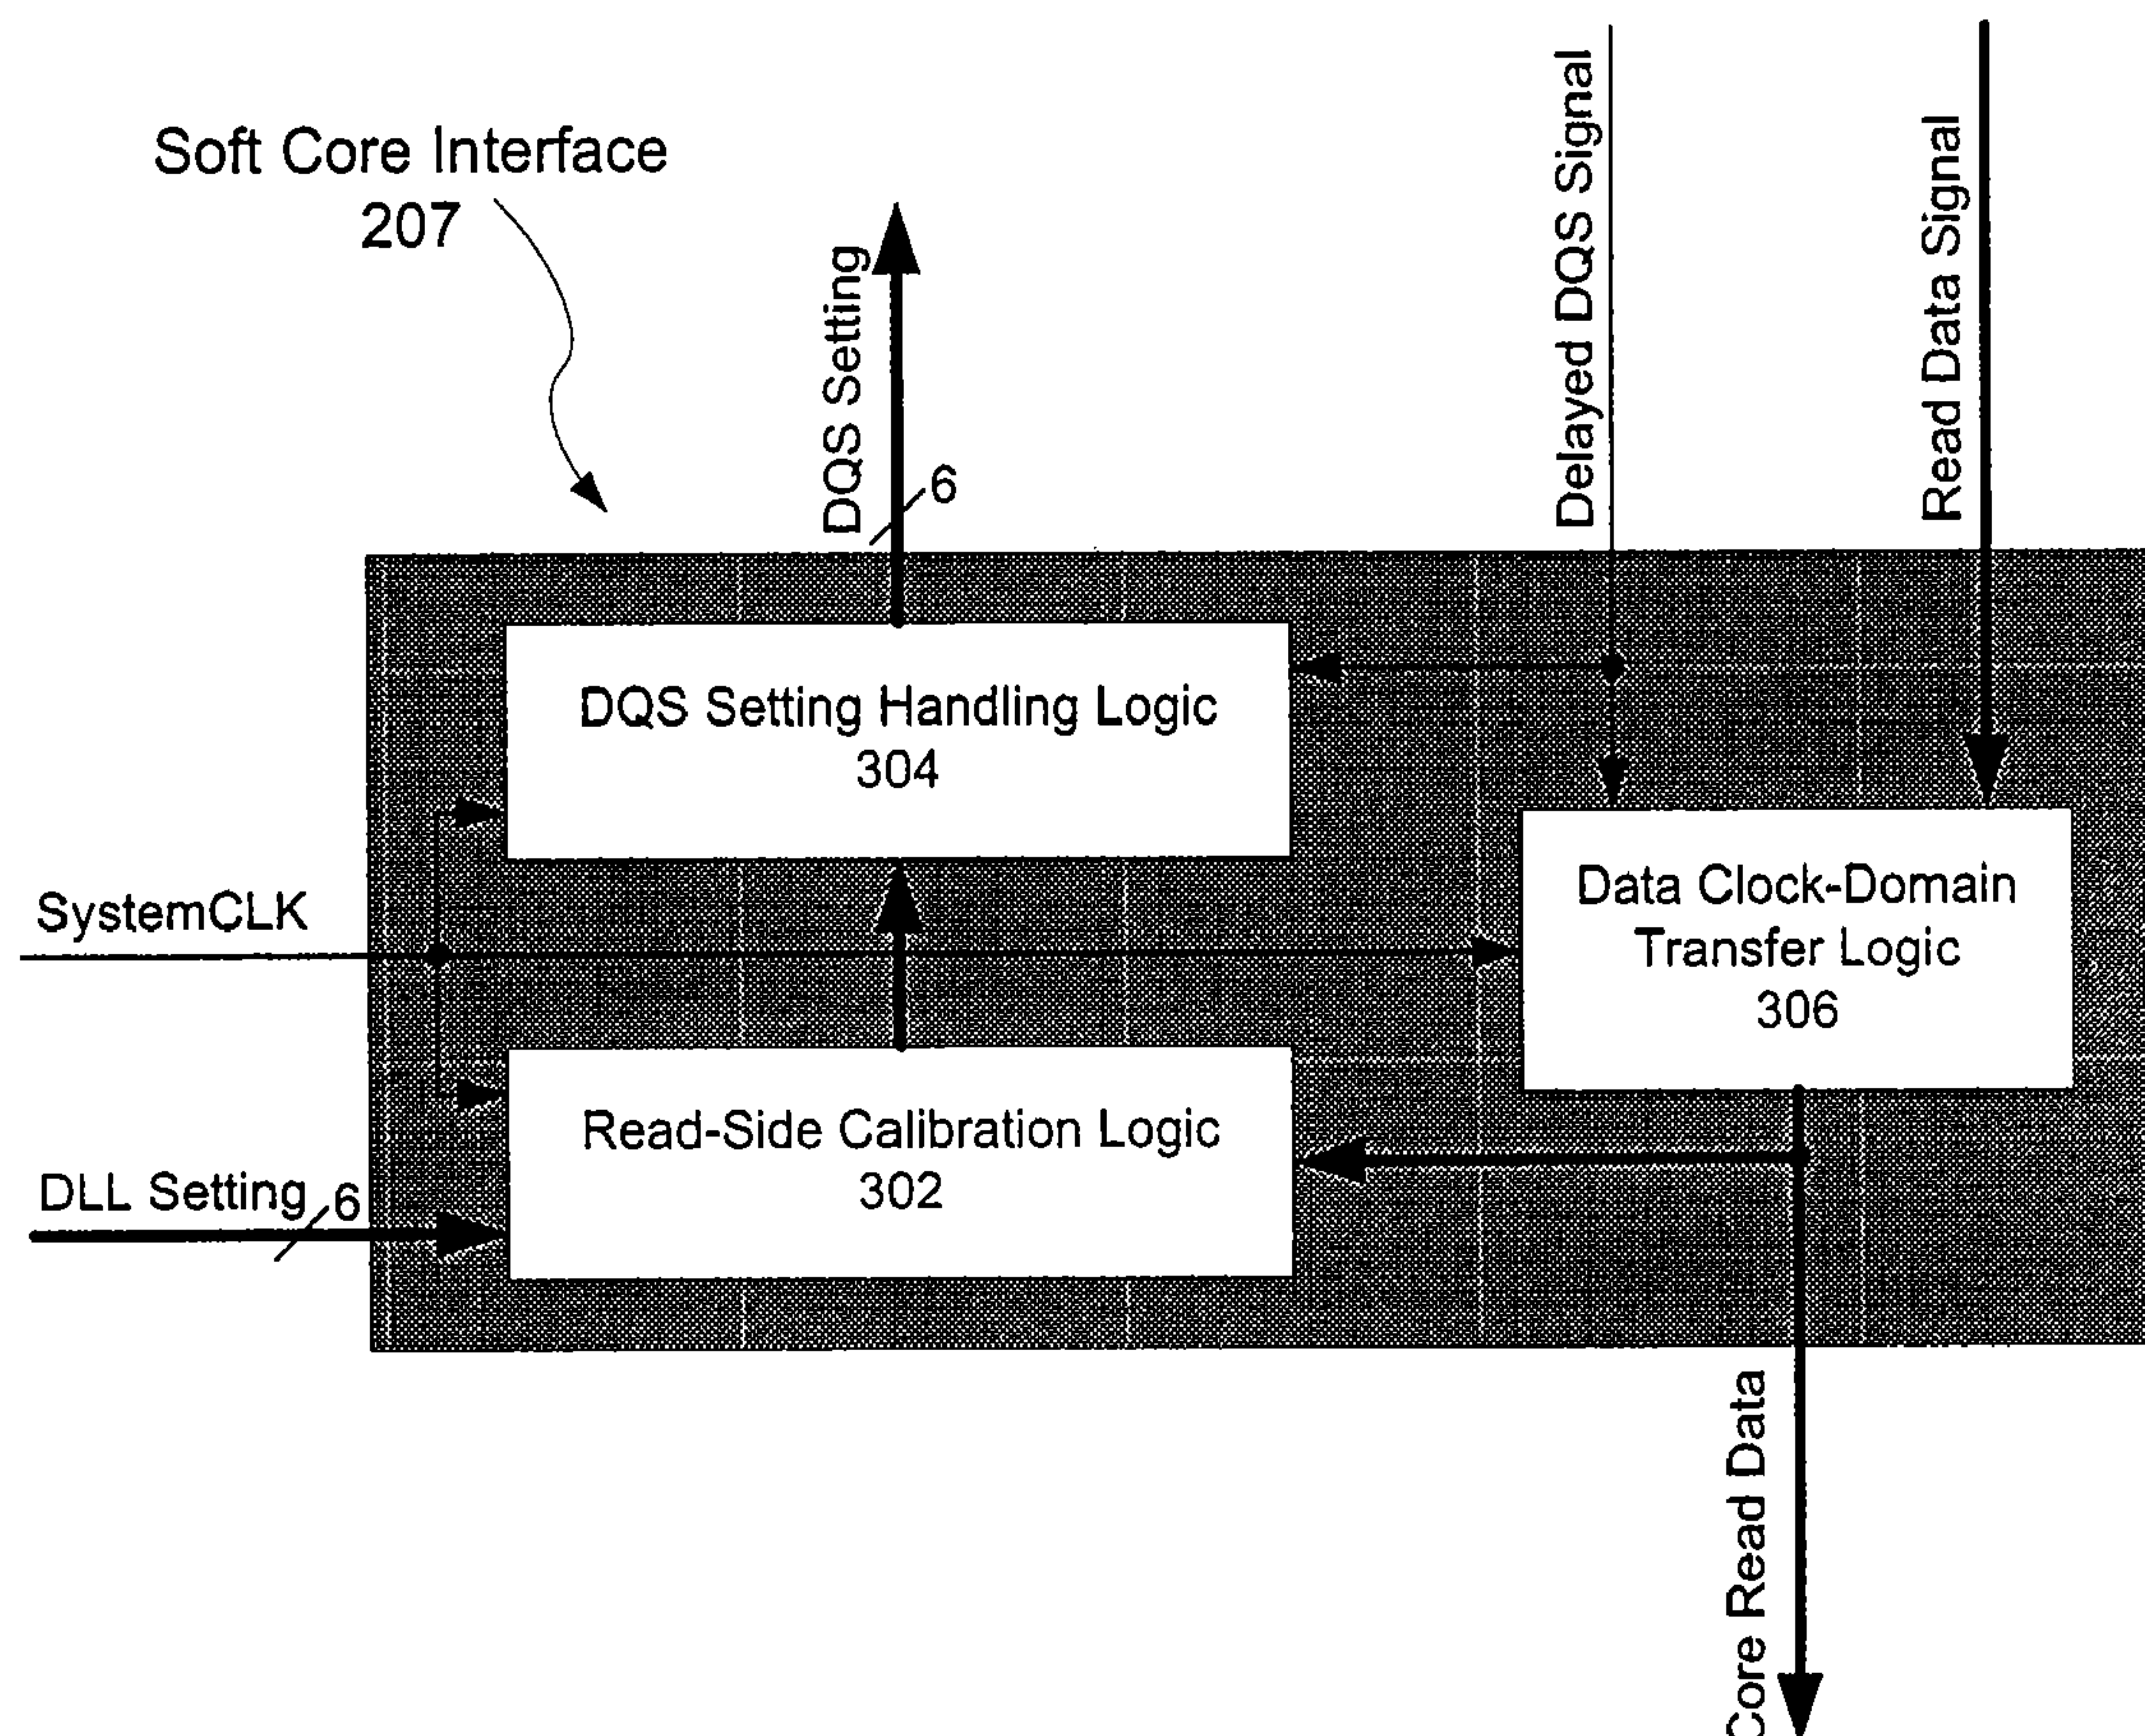 Soft Core Interface
207
DQS Setting
6
Delayed DQS Signal
Read Data Signal
DQS Setting Handling Logic
304
SystemCLK
Data Clock-Domain
Transfer Logic
306
Read-Side Calibration Logic
302
DLL Setting
6
Core Read Data